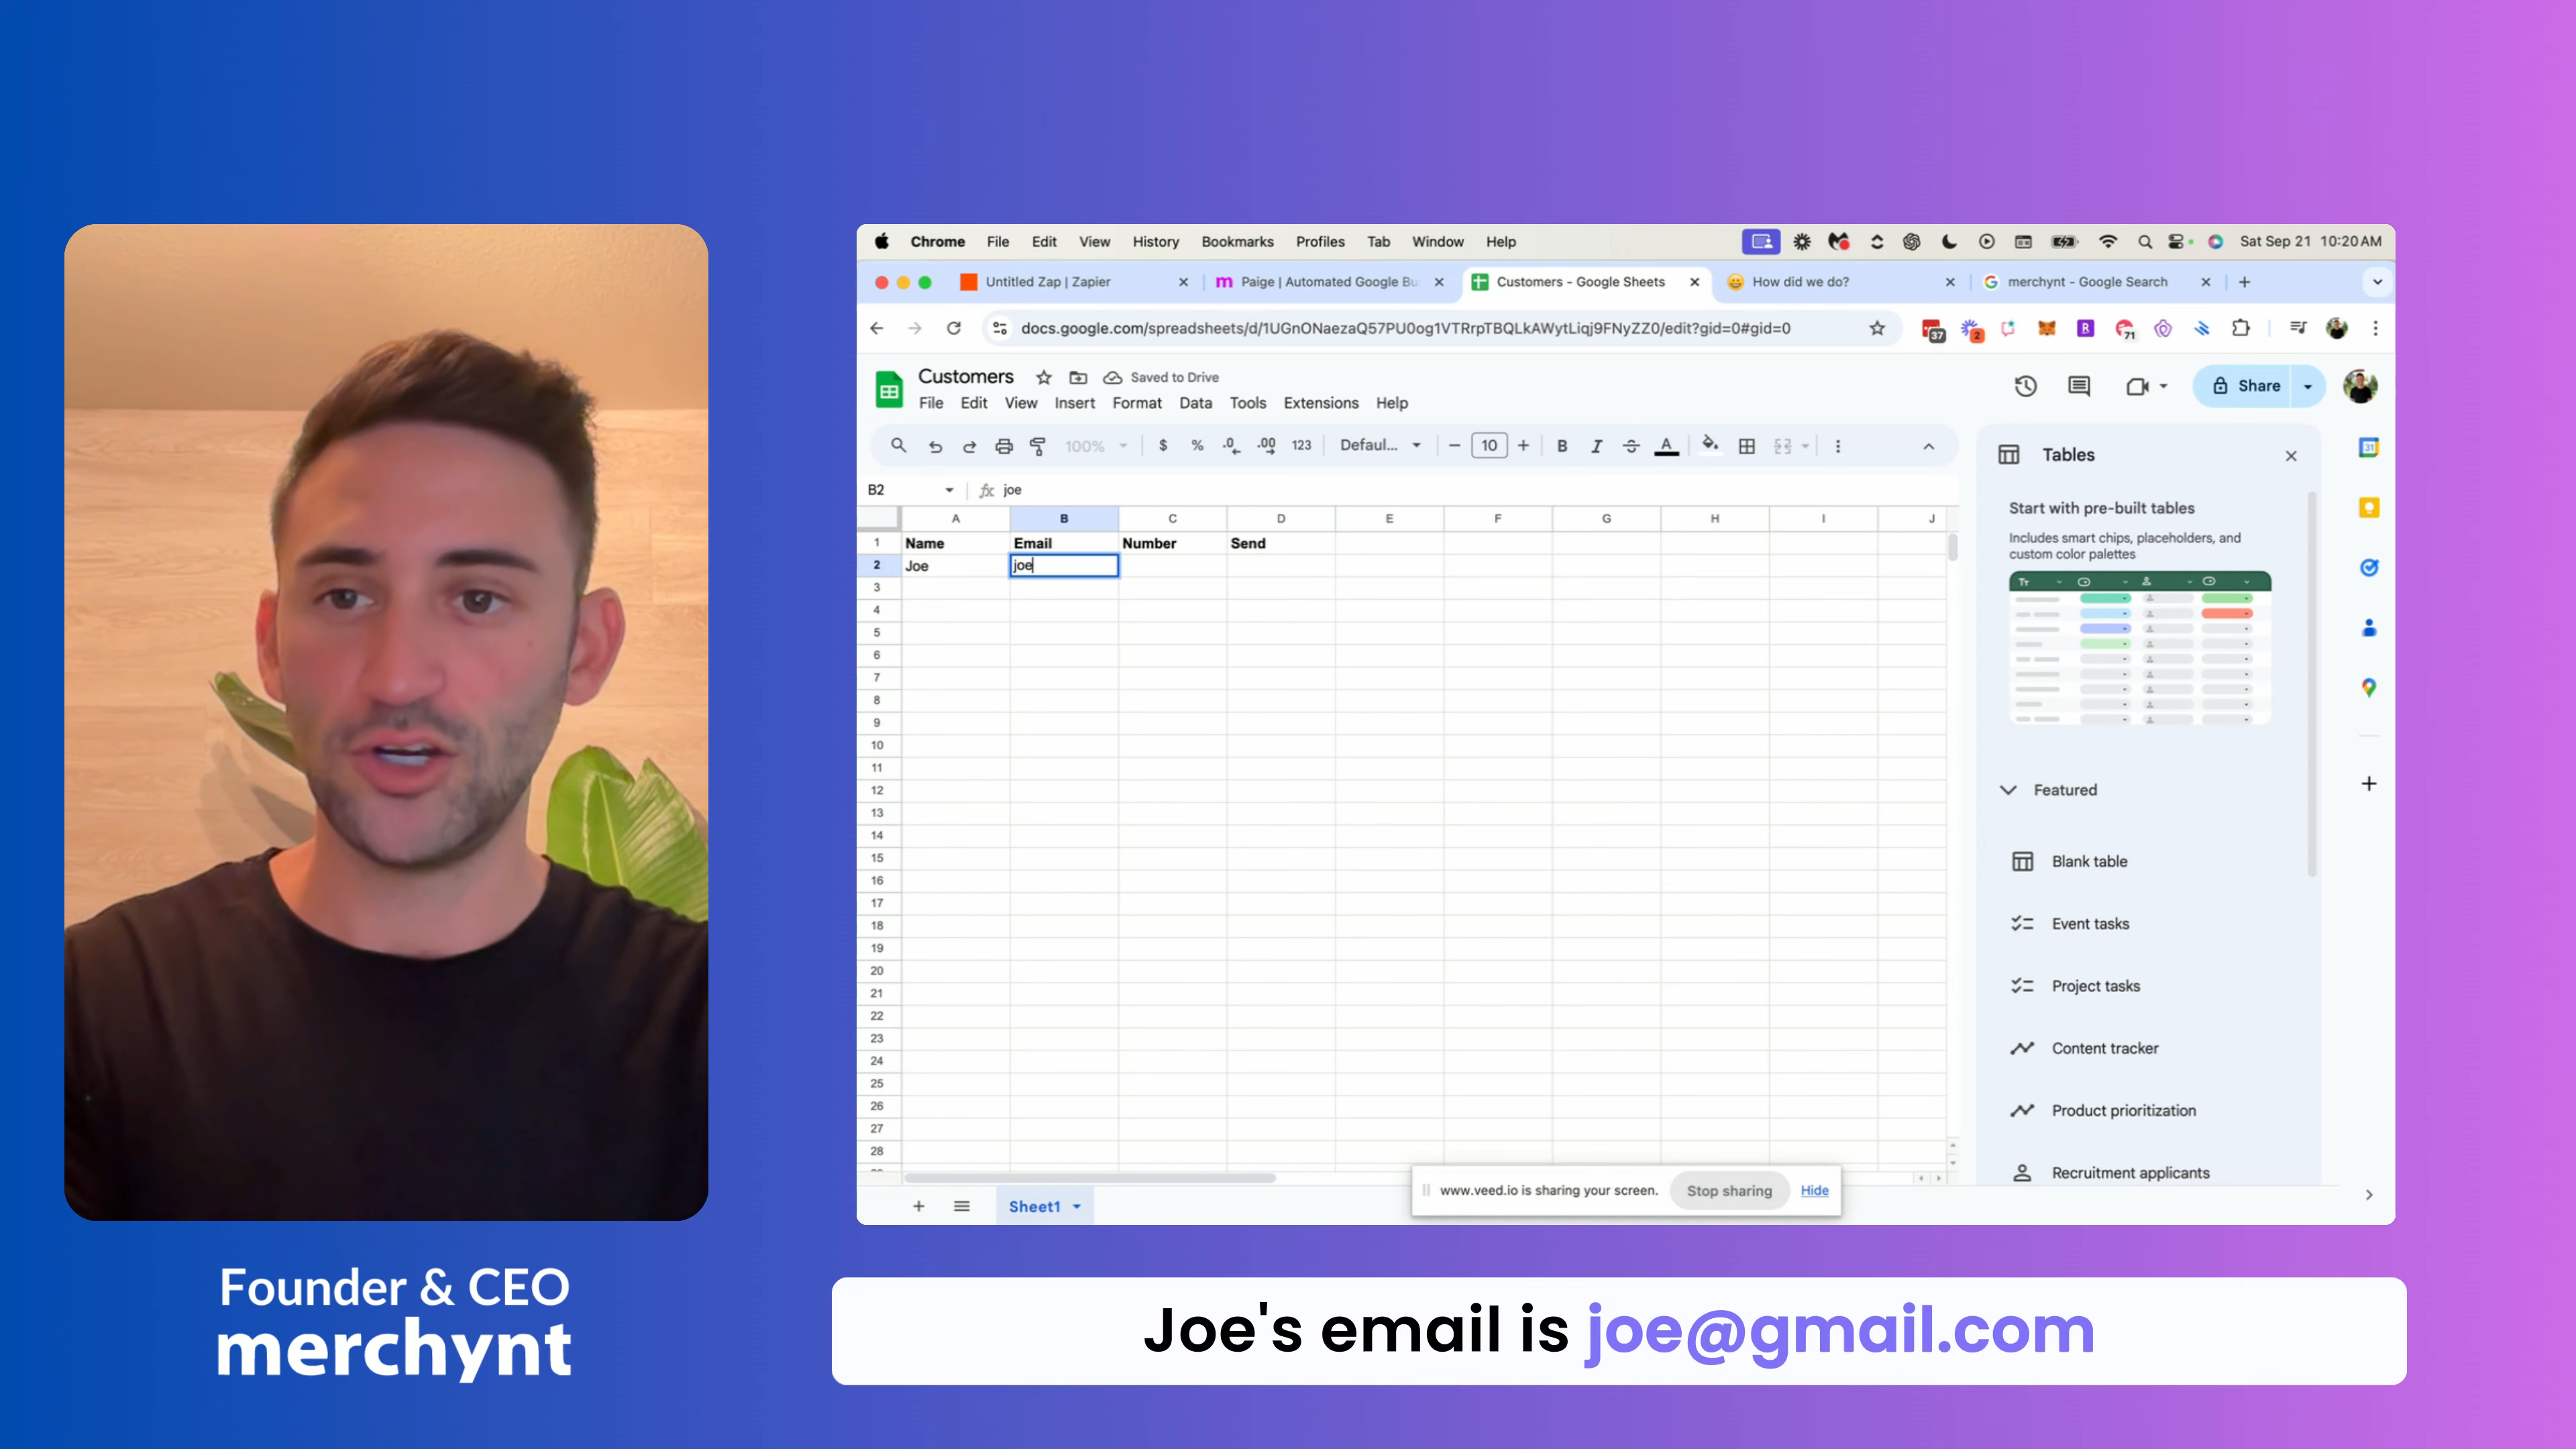 Chrome File Edit View History Bookmarks Profiles Tab Window Help Sat Sep 21 10:20 AM
Untitled Zap | Zapier Paige | Automated Google Bu Customers - Google Sheets How did we do? merchynt - Google Search
docs.google.com/spreadsheets/d/1UGnONaezaQ57PU0og1VTRrpTBQLkAWytLiqj9FNyZZ0/edit?gid=0#gid=0 37 2 R 71
Customers Saved to Drive
File Edit View Insert Format Data Tools Extensions Help
Share
100% $ % .0 .00 123 Defaul... 10 B I A
B2 fx joe
A B C D E F G H I J
1 Name Email Number Send
2 Joe joe
3
4
5
6
7
8
9
10
11
12
13
14
15
16
17
18
19
20
21
22
23
24
25
26
27
28
Tables
Start with pre-built tables
Includes smart chips, placeholders, and
custom color palettes
Tr
Featured
Blank table
Event tasks
Project tasks
Content tracker
Product prioritization
Recruitment applicants
31
www.veed.io is sharing your screen. Stop sharing Hide
Sheet1
Founder & CEO
merchynt
Joe's email is joe@gmail.com